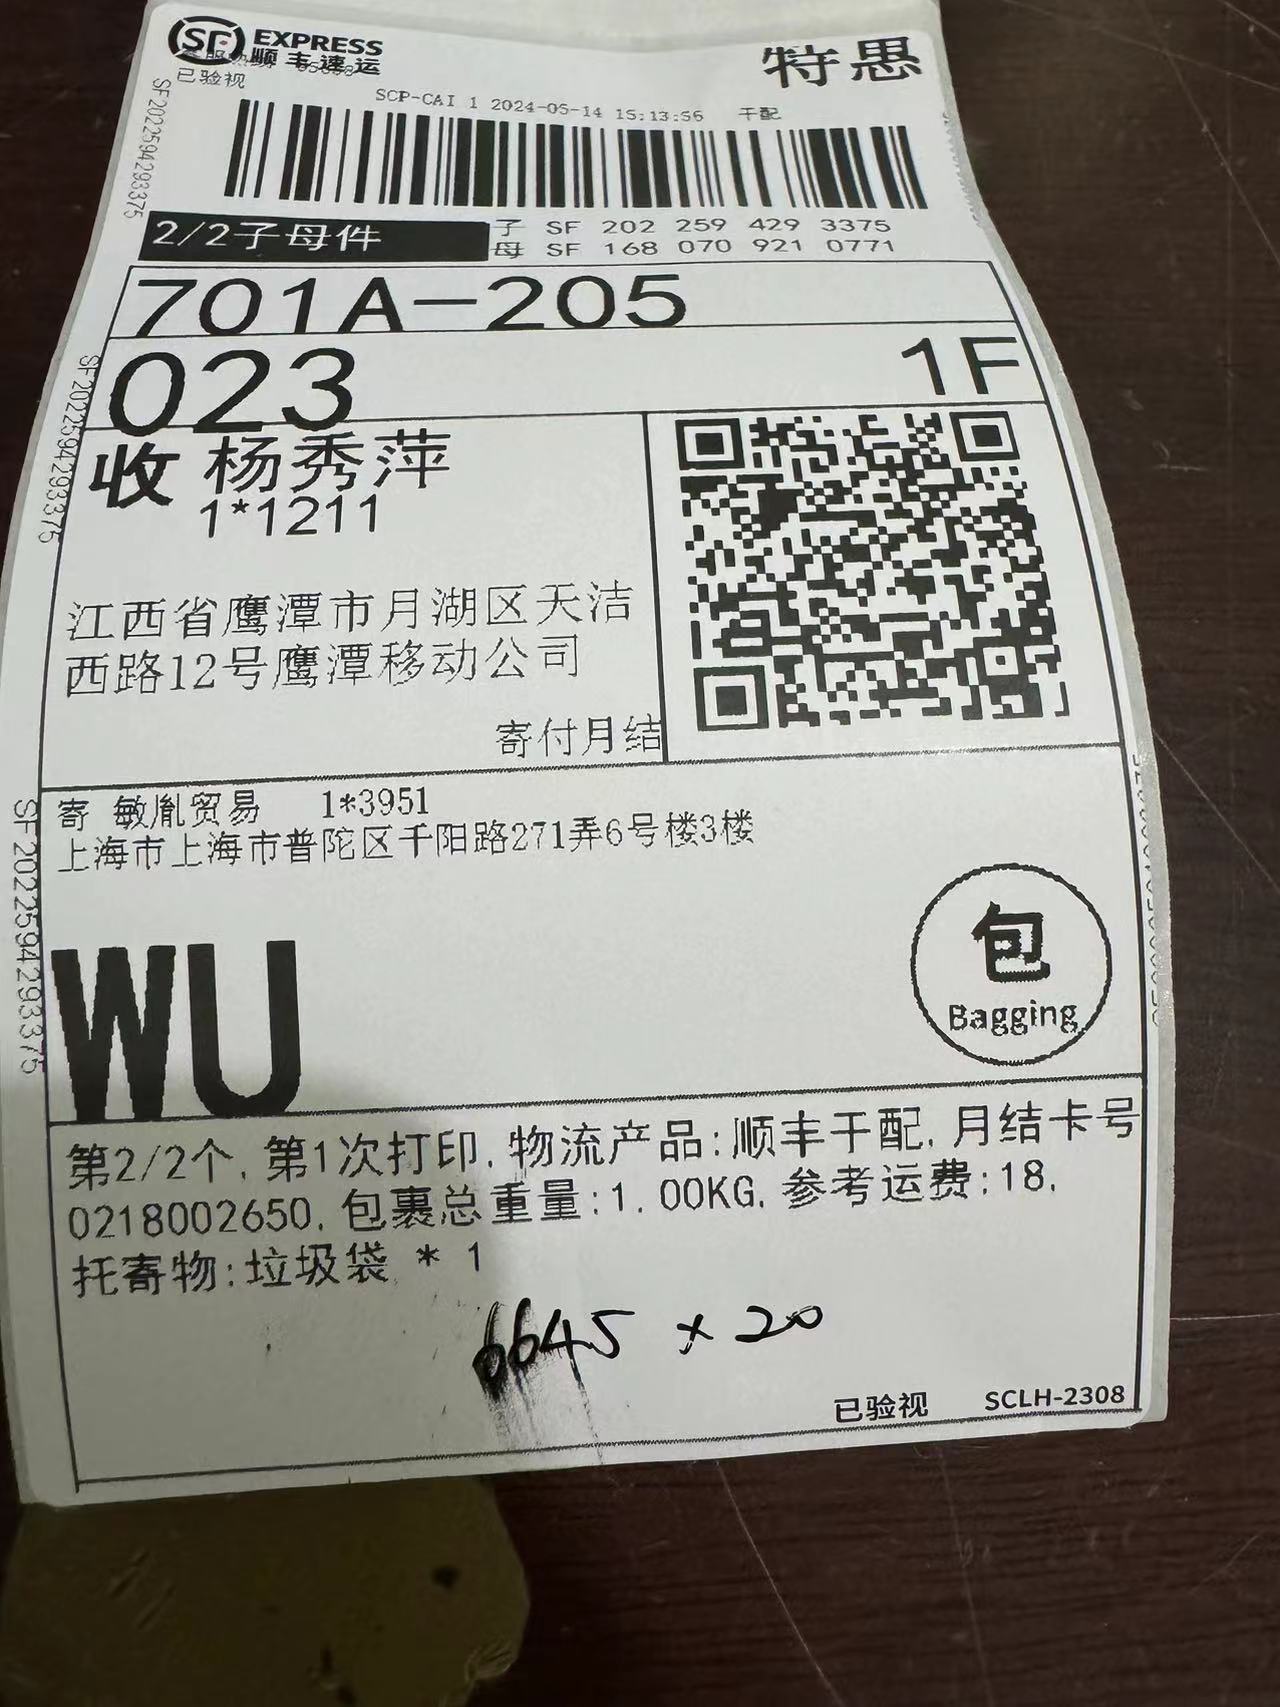 SF EXPRESS
顺丰速运
已验视
特惠
SCP-CAI 1 2024-05-14 15:13:56 干配
2/2子母件
子 SF 202 259 429 3375
母 SF 168 070 921 0771
701A-205
023
1F
收 杨秀萍
1*1211
江西省鹰潭市月湖区天洁
西路12号鹰潭移动公司
寄付月结
寄 敏胤贸易 1*3951
上海市上海市普陀区千阳路271弄6号楼3楼
WU
包
Bagging
第2/2个, 第1次打印, 物流产品:顺丰干配, 月结卡号
0218002650, 包裹总重量:1.00KG, 参考运费:18,
托寄物:垃圾袋 * 1
6645 x 20
已验视 SCLH-2308
SF2022594293375
SF2022594293375
SF2022594293375